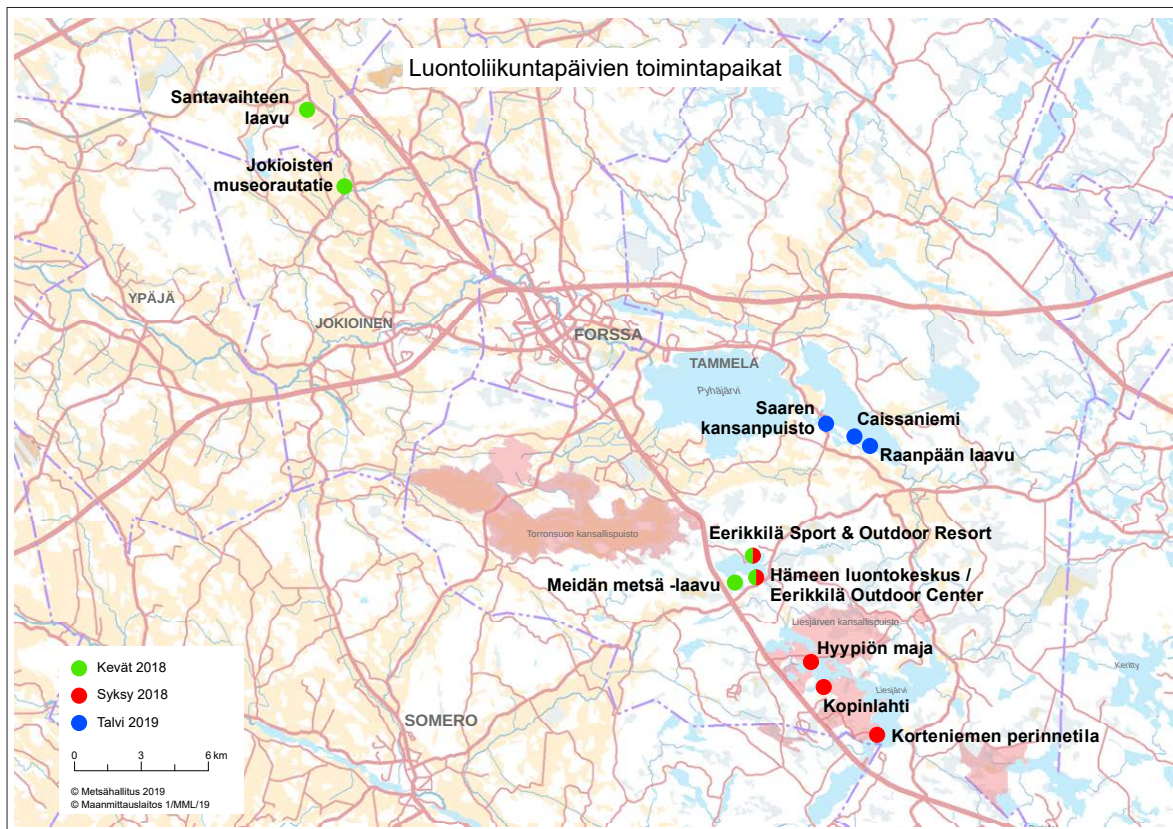 Luontoliikuntapäivien toimintapaikat
Santavaihteen
laavu
Jokioisten
museorautatie
YPÄJÄ
JOKIOINEN
FORSSA
TAMMELA
Pyhäjärvi
Saaren
kansanpuisto
Caissaniemi
Raanpään laavu
Torronsuon kansallispuisto
Eerikkilä Sport & Outdoor Resort
Meidän metsä -laavu
Hämeen luontokeskus /
Eerikkilä Outdoor Center
Liesjärven kansallispuisto
Hyypiön maja
Kerittty
Liesjärvi
Kopinlahti
Korteniemen perinnetila
SOMERO
Kevät 2018
Syksy 2018
Talvi 2019
0 3 6 km
© Metsähallitus 2019
© Maanmittauslaitos 1/MML/19